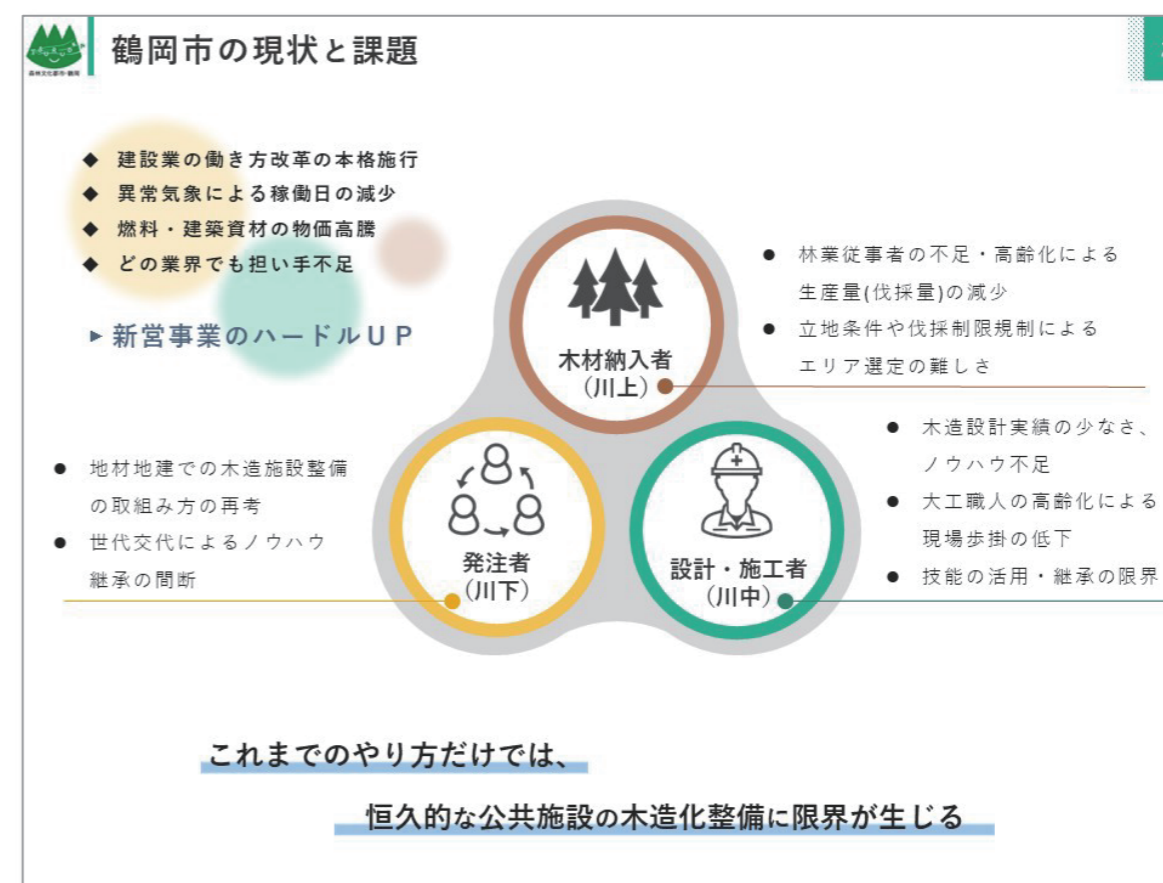 鶴岡市の現状と課題
森林文化都市・鶴岡
◆ 建設業の働き方改革の本格施行
◆ 異常気象による稼働日の減少
◆ 燃料・建築資材の物価高騰
◆ どの業界でも担い手不足
▶新営事業のハードルUP
木材納入者
(川上)
● 林業従事者の不足・高齢化による
生産量(伐採量)の減少
● 立地条件や伐採制限規制による
エリア選定の難しさ
● 地材地建での木造施設整備
の取組み方の再考
● 世代交代によるノウハウ
継承の間断
発注者
(川下)
設計・施工者
(川中)
● 木造設計実績の少なさ、
ノウハウ不足
● 大工職人の高齢化による
現場歩掛の低下
● 技能の活用・継承の限界
これまでのやり方だけでは、
恒久的な公共施設の木造化整備に限界が生じる